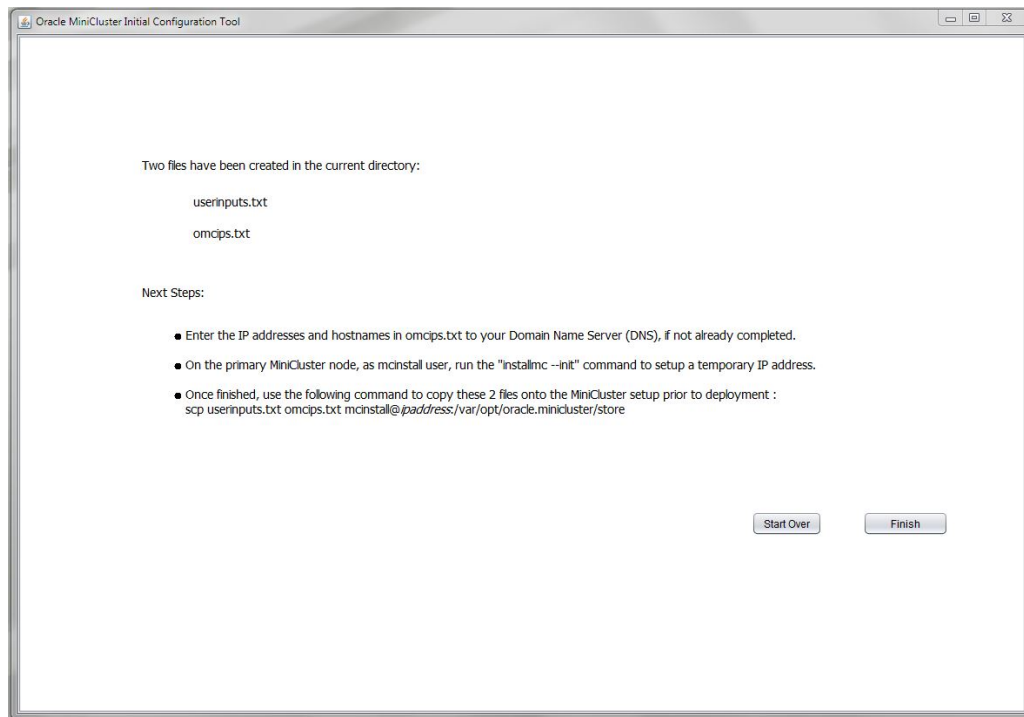 Oracle MiniCluster Initial Configuration Tool
Two files have been created in the current directory:
userinputs.txt
omcips.txt
Next Steps:
● Enter the IP addresses and hostnames in omcips.txt to your Domain Name Server (DNS), if not already completed.
● On the primary MiniCluster node, as mcinstall user, run the "installmc --init" command to setup a temporary IP address.
● Once finished, use the following command to copy these 2 files onto the MiniCluster setup prior to deployment :
scp userinputs.txt omcips.txt mcinstall@ipaddress:/var/opt/oracle.minicluster/store
Start Over
Finish